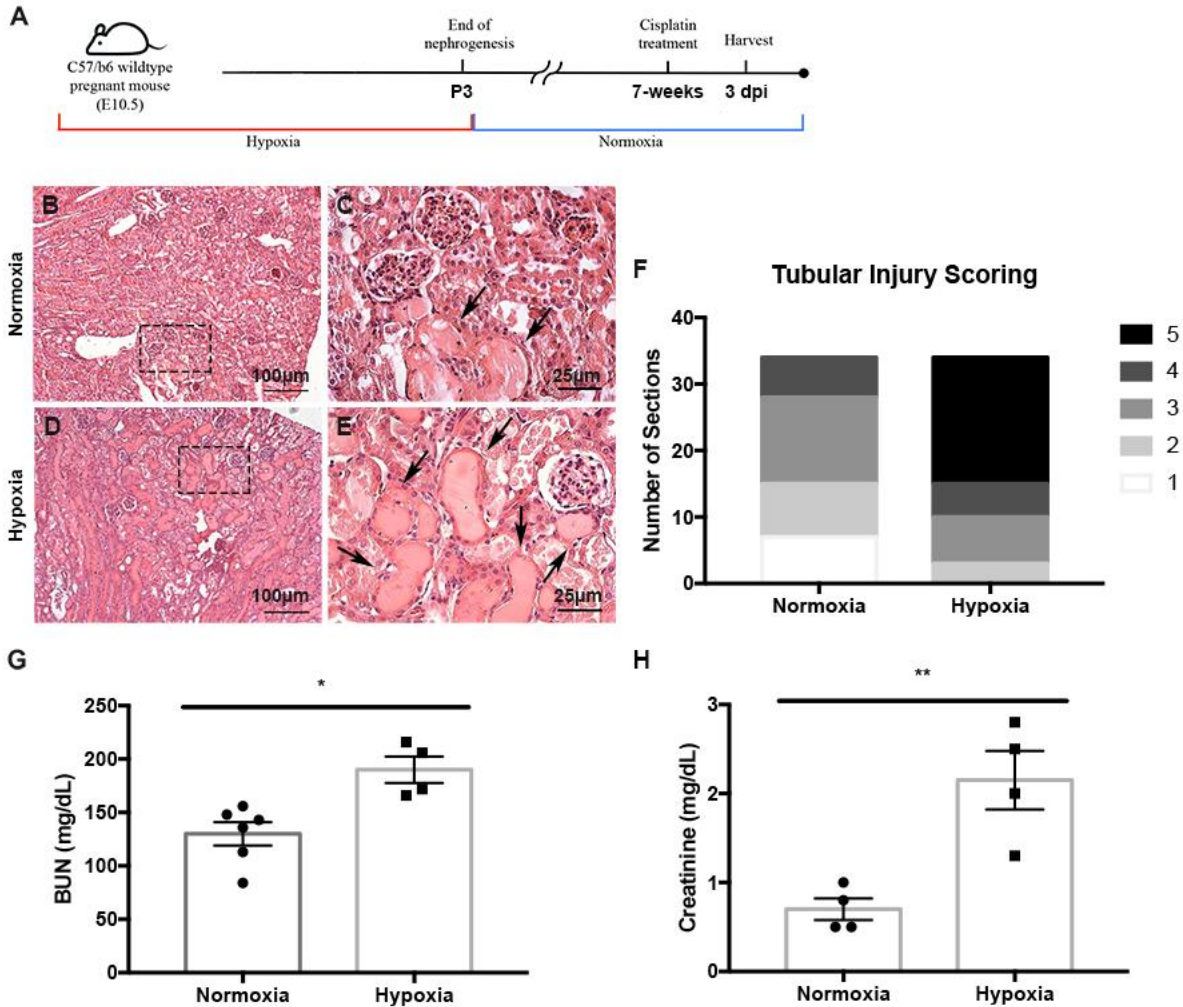 A
C57/b6 wildtype
pregnant mouse
(E10.5)
End of
nephrogenesis
Cisplatin
treatment
Harvest
P3
7-weeks
3 dpi
Hypoxia
Normoxia
Normoxia
B
100µm
C
25µm
Hypoxia
D
100µm
E
25µm
F
Tubular Injury Scoring
Number of Sections
40
30
20
10
0
Normoxia
Hypoxia
5
4
3
2
1
G
*
BUN (mg/dL)
250
200
150
100
50
0
Normoxia
Hypoxia
H
**
Creatinine (mg/dL)
3
2
1
0
Normoxia
Hypoxia